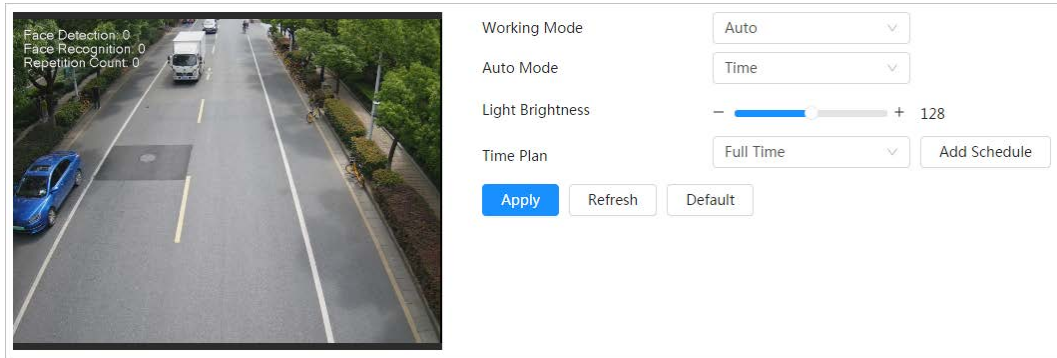 Face Detection: 0
Face Recognition: 0
Repetition Count: 0
Working Mode Auto
Auto Mode Time
Light Brightness − + 128
Time Plan Full Time Add Schedule
Apply Refresh Default